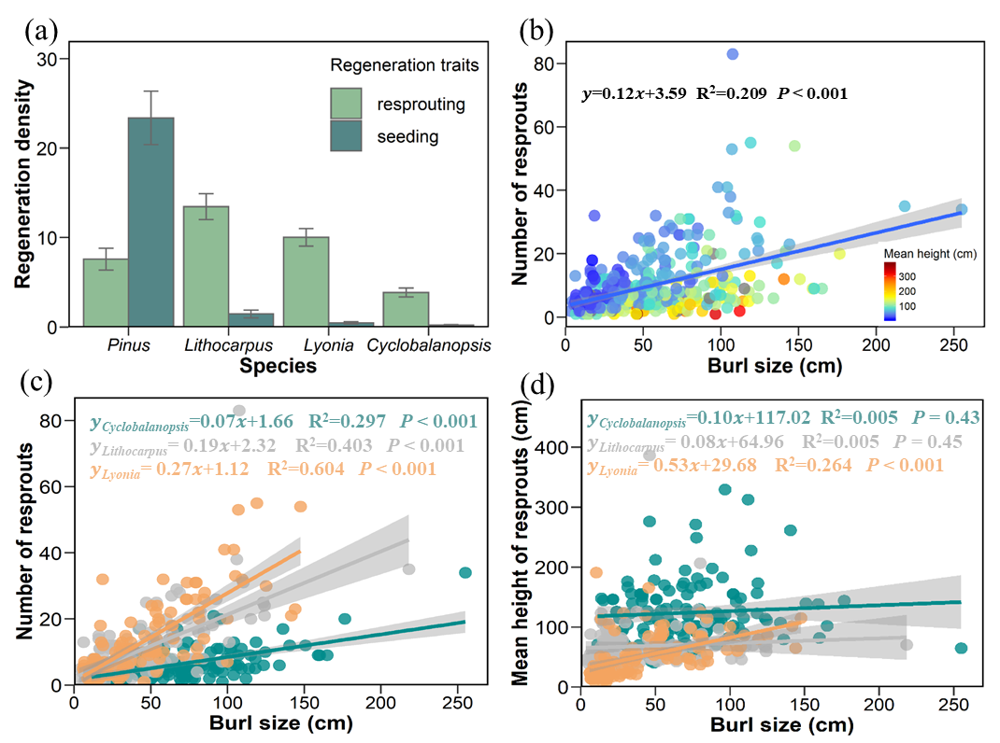 (a)
Regeneration density
30
20
10
0
Regeneration traits
resprouting
seeding
Pinus Lithocarpus Lyonia Cyclobalanopsis
Species
(b)
Number of resprouts
80
60
40
20
0
y=0.12x+3.59 R²=0.209 P < 0.001
Mean height (cm)
300
200
100
0 50 100 150 200 250
Burl size (cm)
(c)
Number of resprouts
80
60
40
20
0
yCyclobalanopsis=0.07x+1.66 R²=0.297 P < 0.001
yLithocarpus= 0.19x+2.32 R²=0.403 P < 0.001
yLyonia= 0.27x+1.12 R²=0.604 P < 0.001
0 50 100 150 200 250
Burl size (cm)
(d)
Mean height of resprouts (cm)
400
300
200
100
0
yCyclobalanopsis=0.10x+117.02 R²=0.005 P = 0.43
yLithocarpus = 0.08x+64.96 R²=0.005 P = 0.45
yLyonia= 0.53x+29.68 R²=0.264 P < 0.001
0 50 100 150 200 250
Burl size (cm)